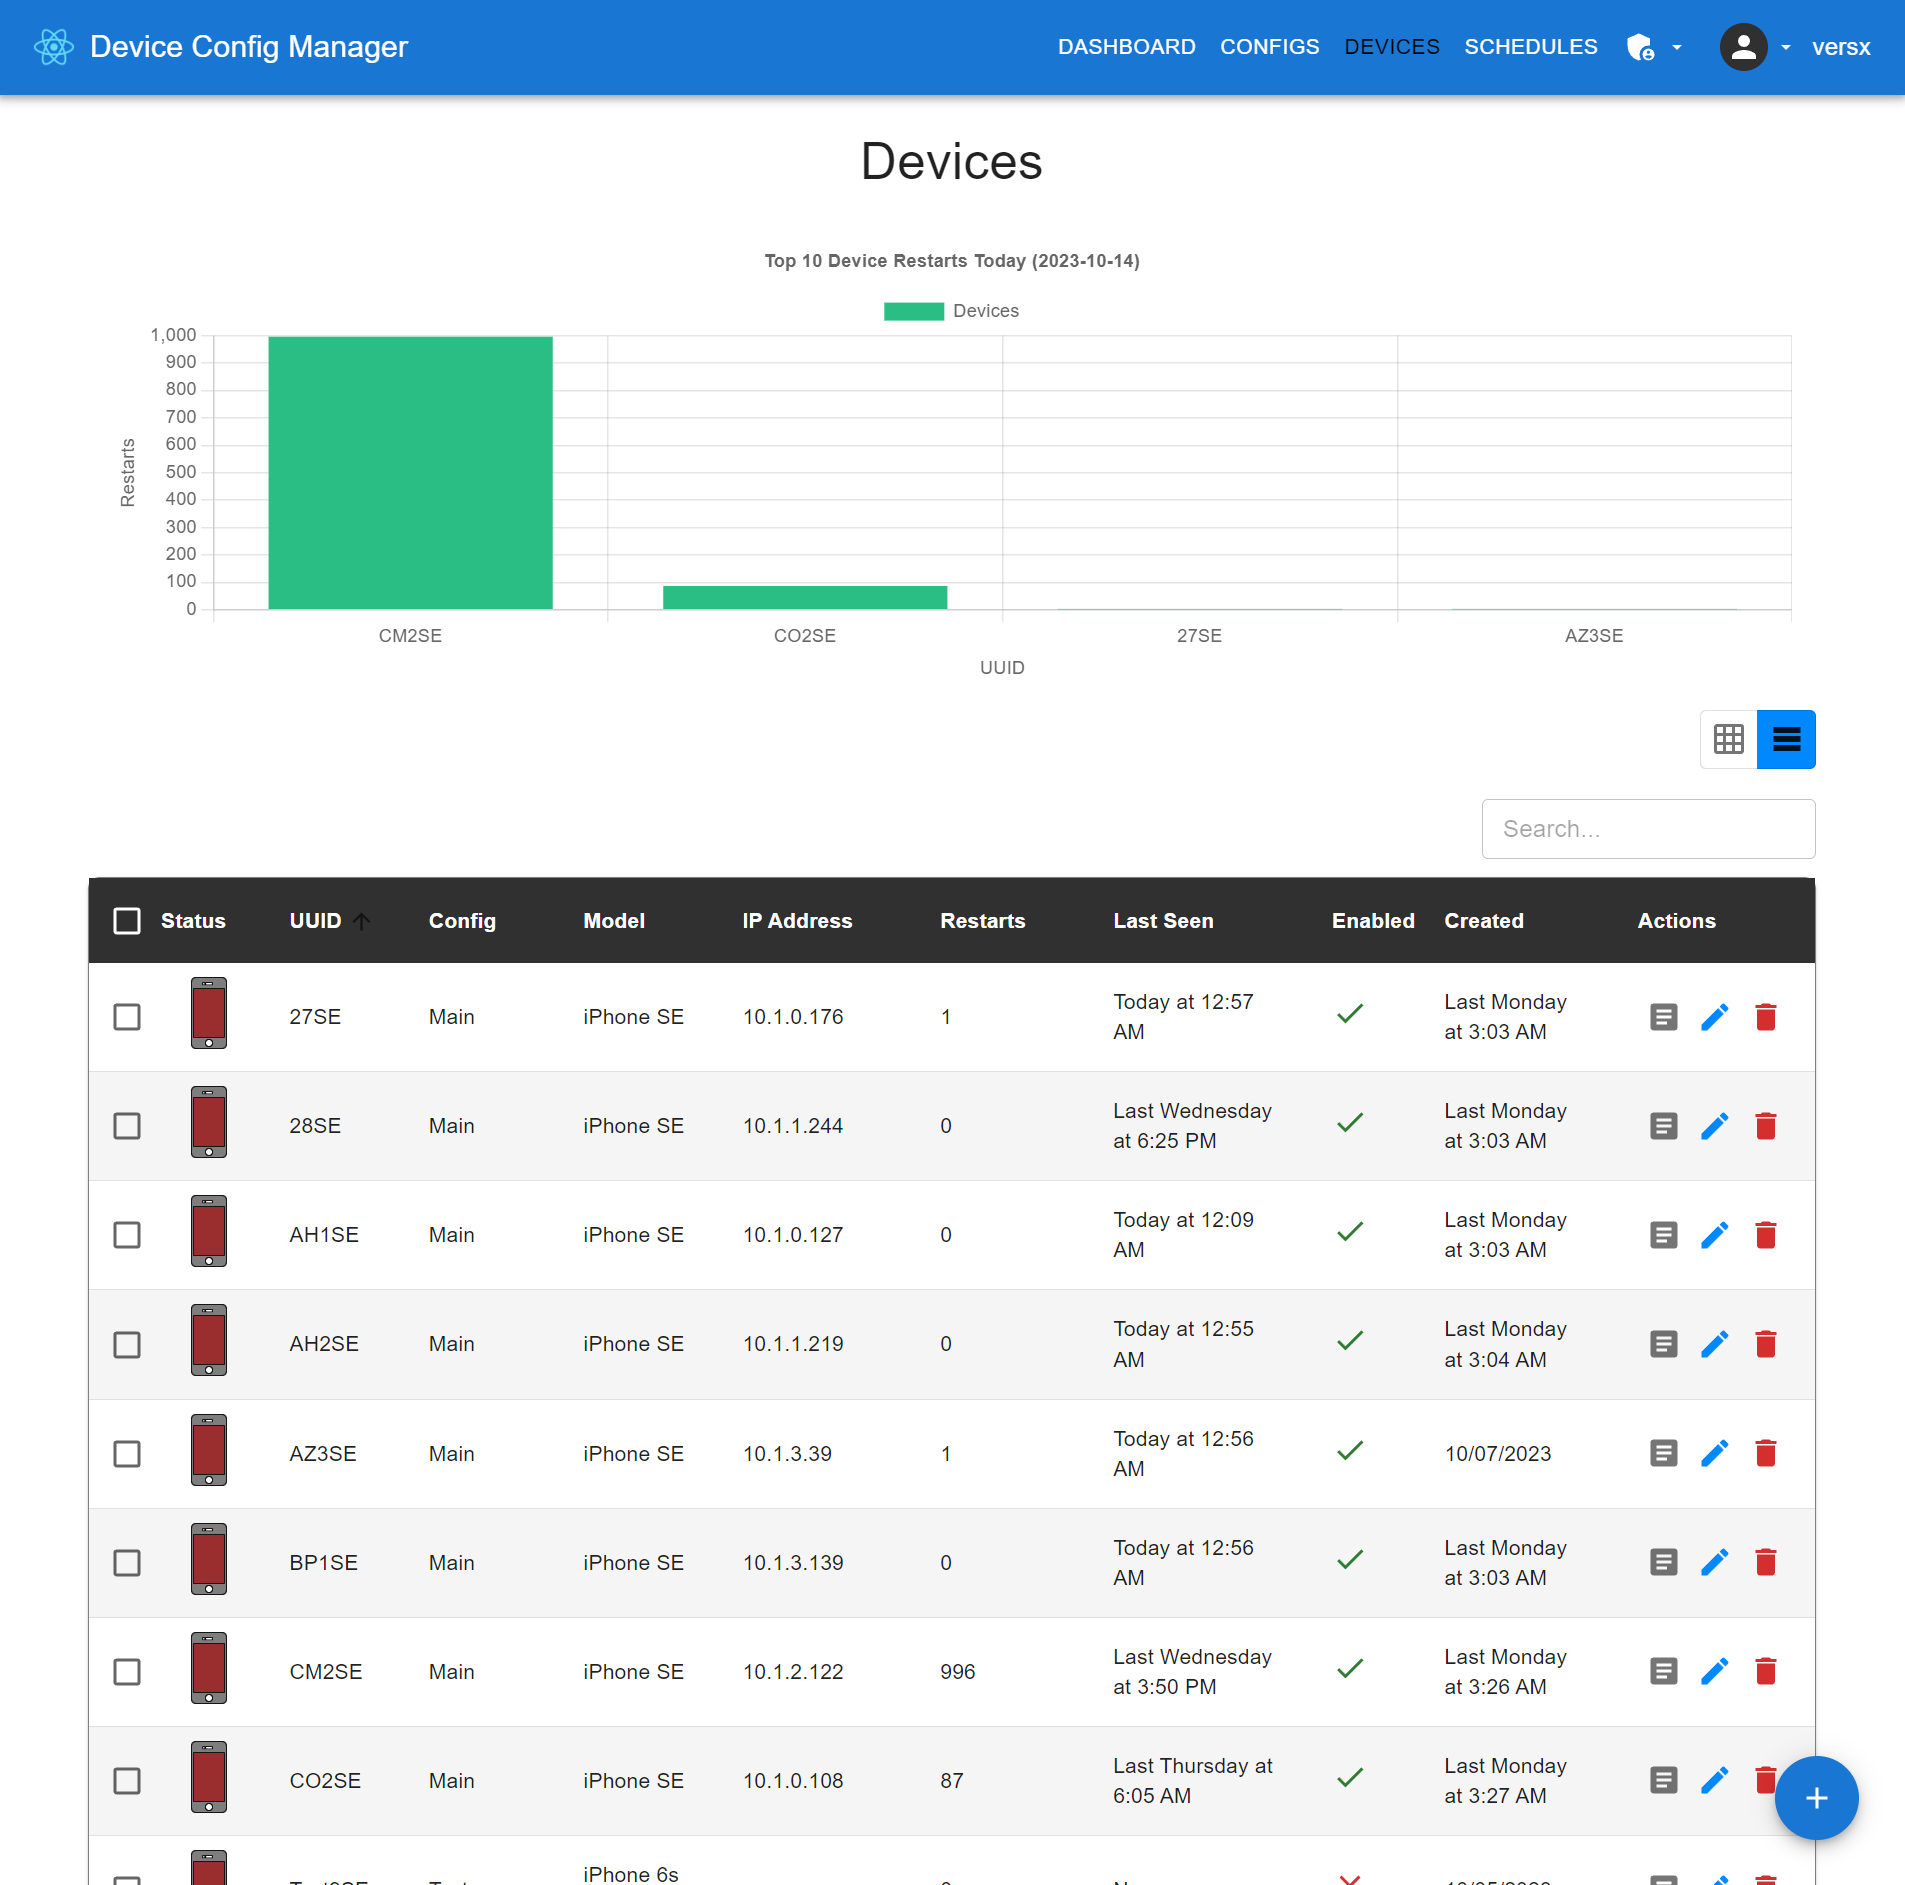 Device Config Manager
DASHBOARD CONFIGS DEVICES SCHEDULES versx
Devices
Top 10 Device Restarts Today (2023-10-14)
Devices
1,000
900
800
700
600
500
400
300
200
100
0
Restarts
CM2SE CO2SE 27SE AZ3SE
UUID
Search...
Status UUID Config Model IP Address Restarts Last Seen Enabled Created Actions
27SE Main iPhone SE 10.1.0.176 1 Today at 12:57 AM Last Monday at 3:03 AM
28SE Main iPhone SE 10.1.1.244 0 Last Wednesday at 6:25 PM Last Monday at 3:03 AM
AH1SE Main iPhone SE 10.1.0.127 0 Today at 12:09 AM Last Monday at 3:03 AM
AH2SE Main iPhone SE 10.1.1.219 0 Today at 12:55 AM Last Monday at 3:04 AM
AZ3SE Main iPhone SE 10.1.3.39 1 Today at 12:56 AM 10/07/2023
BP1SE Main iPhone SE 10.1.3.139 0 Today at 12:56 AM Last Monday at 3:03 AM
CM2SE Main iPhone SE 10.1.2.122 996 Last Wednesday at 3:50 PM Last Monday at 3:26 AM
CO2SE Main iPhone SE 10.1.0.108 87 Last Thursday at 6:05 AM Last Monday at 3:27 AM
iPhone 6s